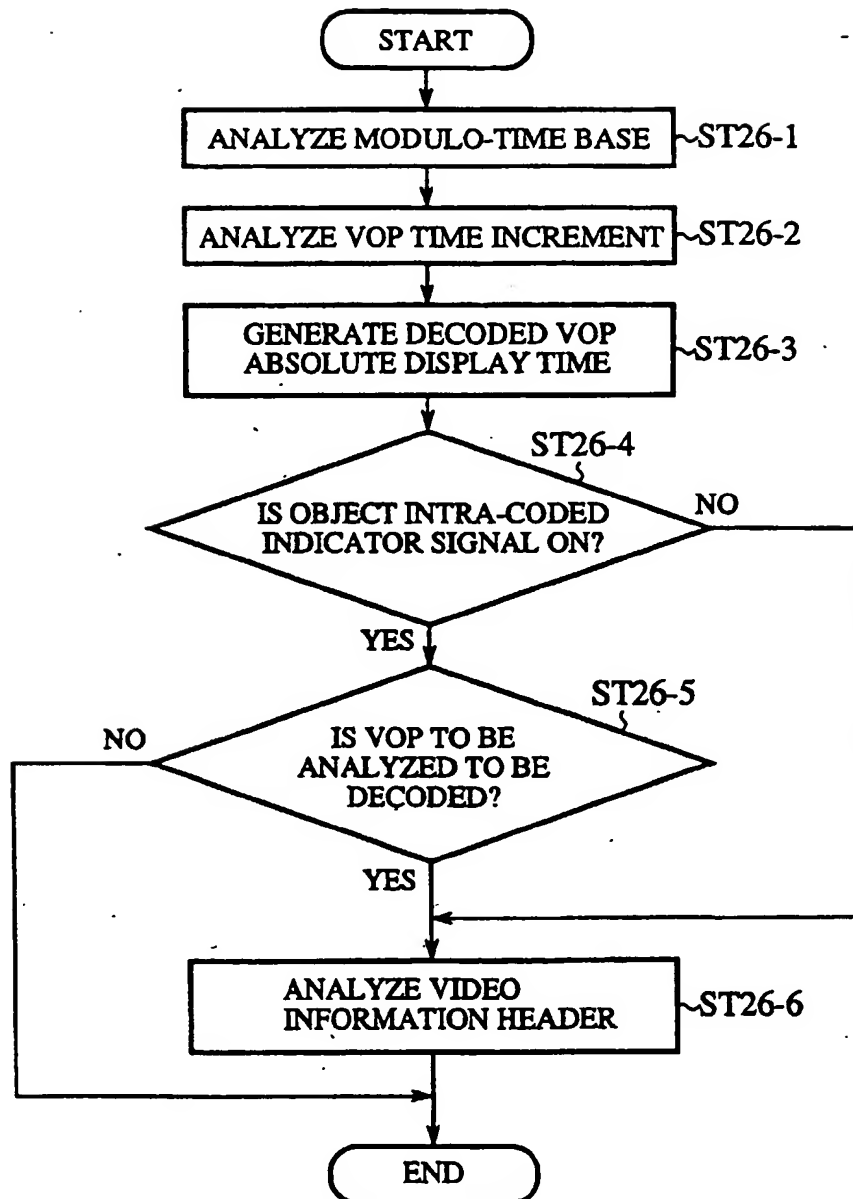 START
ANALYZE MODULO-TIME BASE
ST26-1
ANALYZE VOP TIME INCREMENT
ST26-2
GENERATE DECODED VOP
ABSOLUTE DISPLAY TIME
ST26-3
ST26-4
IS OBJECT INTRA-CODED
INDICATOR SIGNAL ON?
NO
YES
ST26-5
NO
IS VOP TO BE
ANALYZED TO BE
DECODED?
YES
ANALYZE VIDEO
INFORMATION HEADER
ST26-6
END